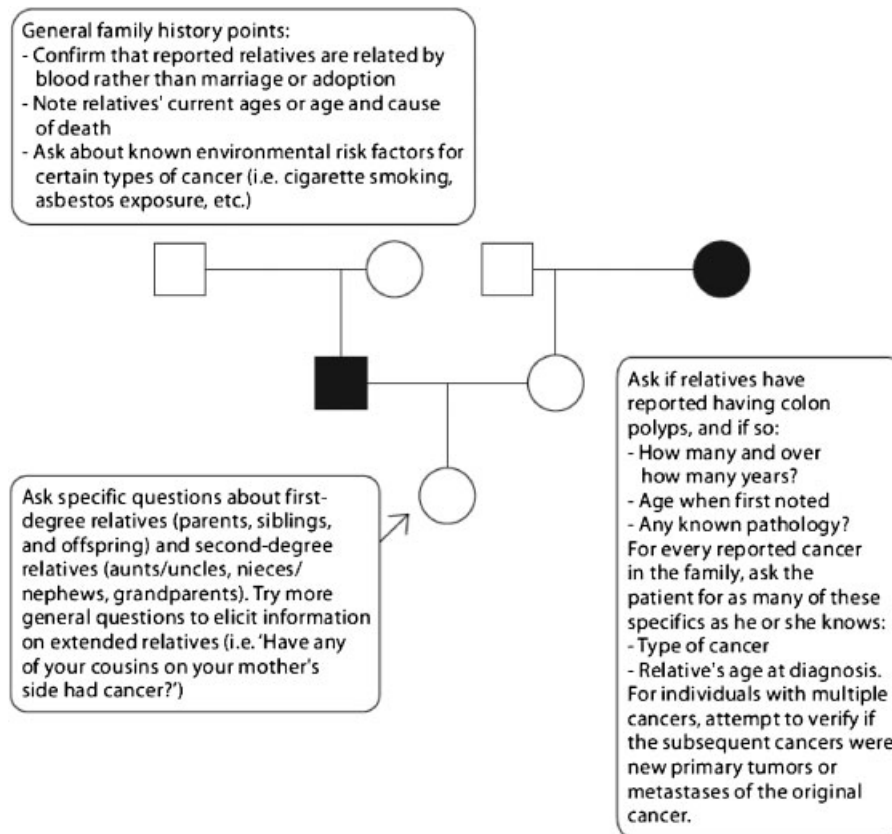 General family history points:
- Confirm that reported relatives are related by
blood rather than marriage or adoption
- Note relatives' current ages or age and cause
of death
- Ask about known environmental risk factors for
certain types of cancer (i.e. cigarette smoking,
asbestos exposure, etc.)
Ask specific questions about first-
degree relatives (parents, siblings,
and offspring) and second-degree
relatives (aunts/uncles, nieces/
nephews, grandparents). Try more
general questions to elicit information
on extended relatives (i.e. 'Have any
of your cousins on your mother's
side had cancer?')
Ask if relatives have
reported having colon
polyps, and if so:
- How many and over
how many years?
- Age when first noted
- Any known pathology?
For every reported cancer
in the family, ask the
patient for as many of these
specifics as he or she knows:
- Type of cancer
- Relative's age at diagnosis.
For individuals with multiple
cancers, attempt to verify if
the subsequent cancers were
new primary tumors or
metastases of the original
cancer.